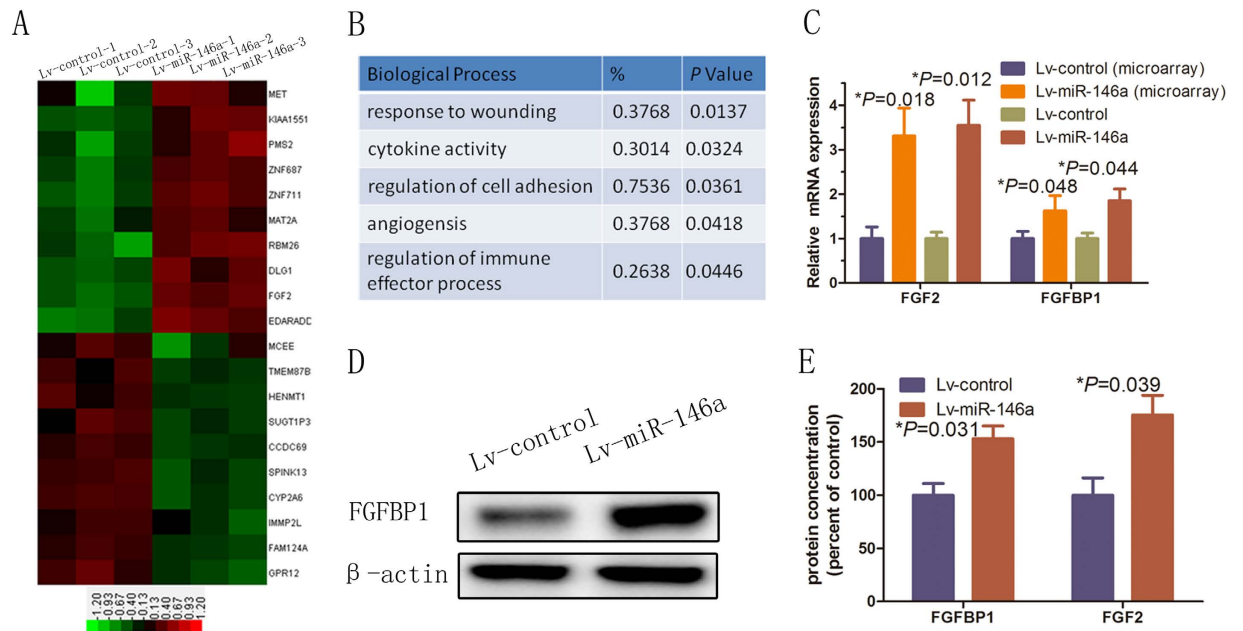 A
Lv-control-1
Lv-control-2
Lv-control-3
Lv-miR-146a-1
Lv-miR-146a-2
Lv-miR-146a-3
MET
KIAA1551
PMS2
ZNF687
ZNF711
MAT2A
RBM26
DLG1
FGF2
EDARADD
MCEE
TMEM87B
HENMT1
SUGT1P3
CCDC69
SPINK13
CYP2A6
IMMP2L
FAM124A
GPR12
-1.20
-0.93
-0.67
-0.40
-0.13
0.13
0.40
0.67
0.93
1.20
B
Biological Process % P Value
response to wounding 0.3768 0.0137
cytokine activity 0.3014 0.0324
regulation of cell adhesion 0.7536 0.0361
angiogensis 0.3768 0.0418
regulation of immune
effector process 0.2638 0.0446
C
Lv-control (microarray)
Lv-miR-146a (microarray)
Lv-control
Lv-miR-146a
*P=0.018
*P=0.012
*P=0.048
*P=0.044
Relative mRNA expression
4
3
2
1
0
FGF2
FGFBP1
D
Lv-control
Lv-miR-146a
FGFBP1
β-actin
E
Lv-control
Lv-miR-146a
*P=0.031
*P=0.039
protein concentration
(percent of control)
200
150
100
50
0
FGFBP1
FGF2